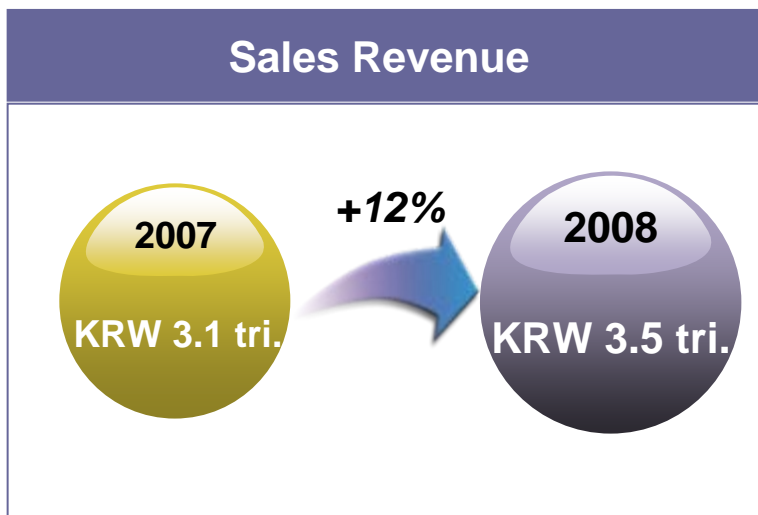 Sales Revenue
2007
KRW 3.1 tri.
+12%
2008
KRW 3.5 tri.